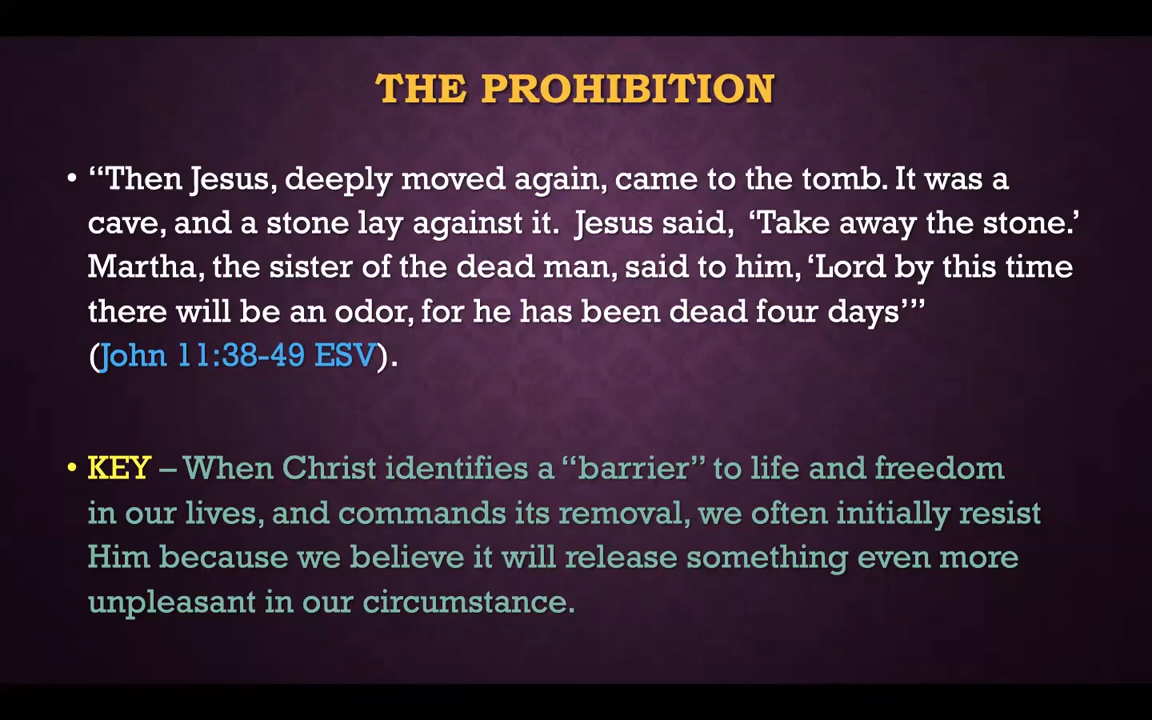 THE PROHIBITION
• “Then Jesus, deeply moved again, came to the tomb. It was a
cave, and a stone lay against it.  Jesus said,  ‘Take away the stone.’
Martha, the sister of the dead man, said to him, ‘Lord by this time
there will be an odor, for he has been dead four days’”
(John 11:38-49 ESV).
• KEY – When Christ identifies a “barrier” to life and freedom
in our lives, and commands its removal, we often initially resist
Him because we believe it will release something even more
unpleasant in our circumstance.